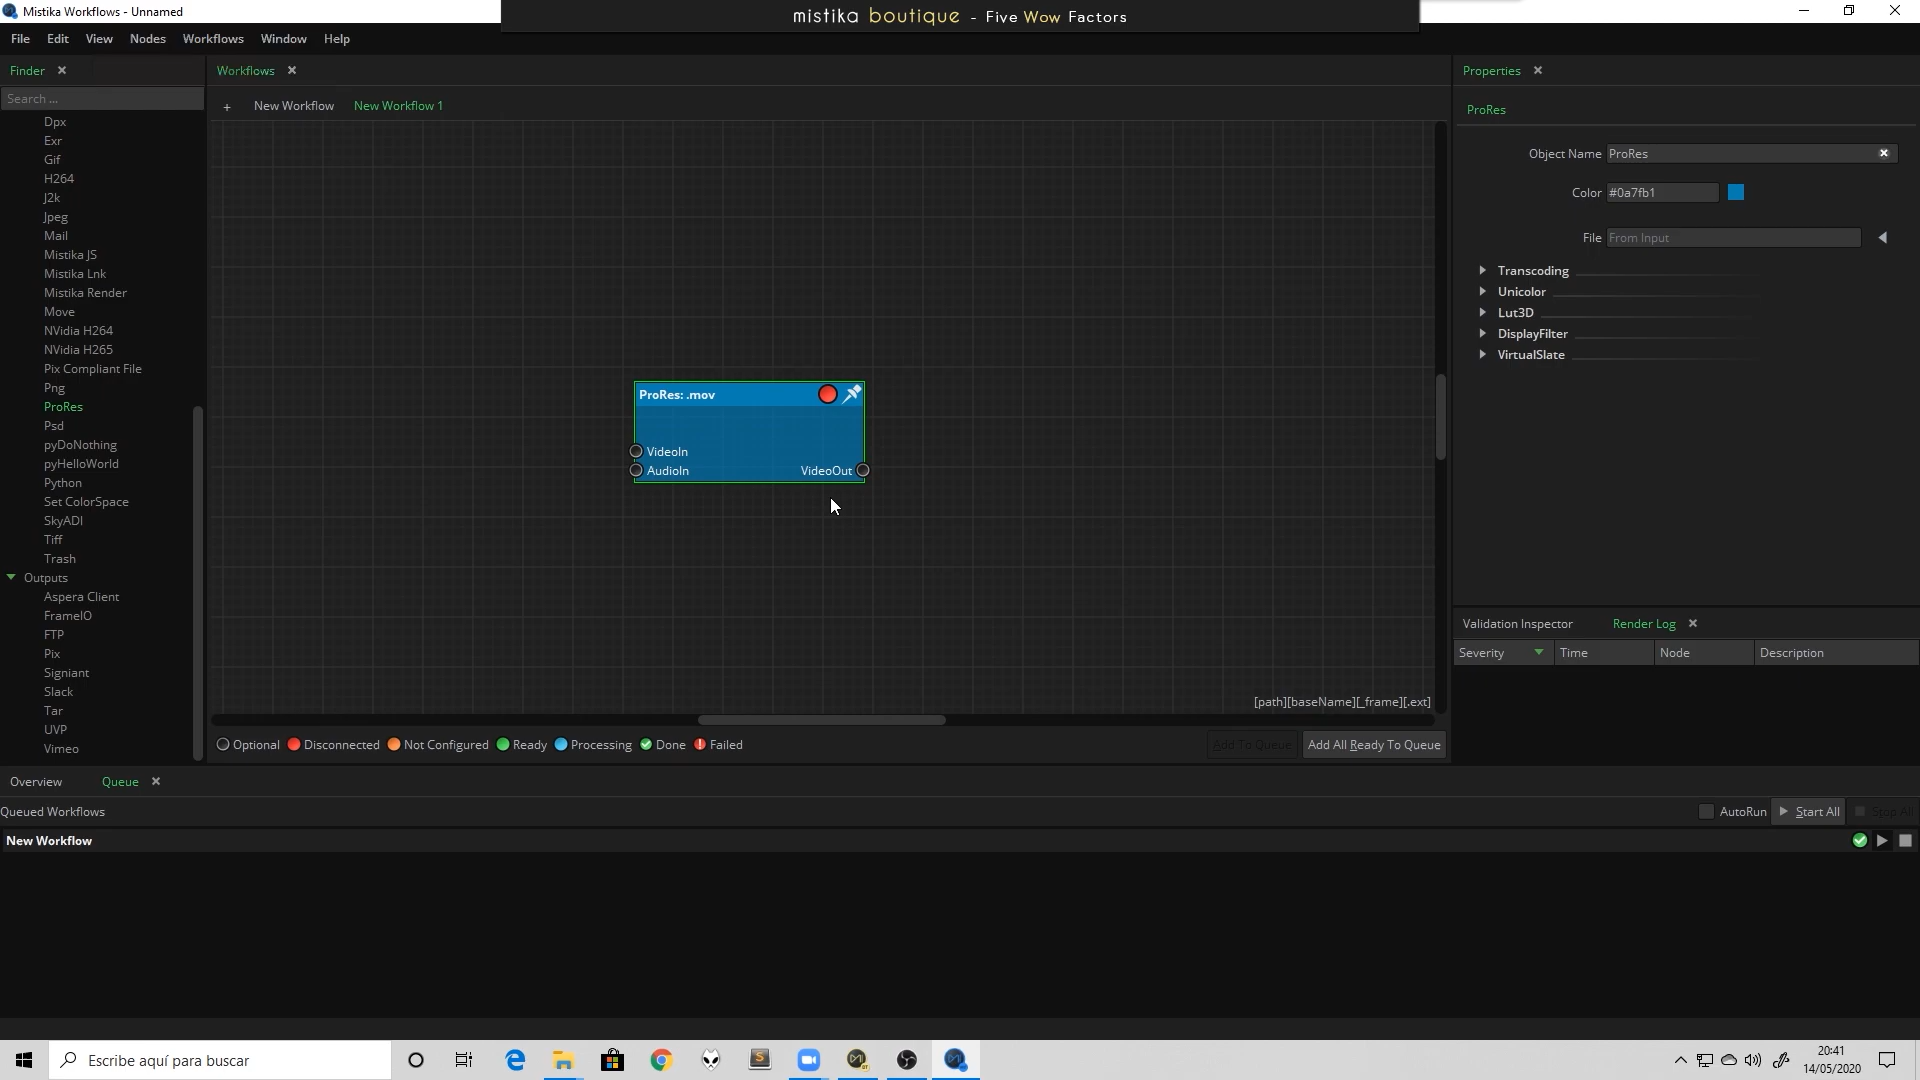 Mistika Workflows - Unnamed
mistika boutique - Five Wow Factors
File Edit View Nodes Workflows Window Help
Finder
Search ...
Dpx
Exr
Gif
H264
J2k
Jpeg
Mail
Mistika JS
Mistika Lnk
Mistika Render
Move
NVidia H264
NVidia H265
Pix Compliant File
Png
ProRes
Psd
pyDoNothing
pyHelloWorld
Python
Set ColorSpace
SkyADI
Tiff
Trash
Outputs
Aspera Client
FrameIO
FTP
Pix
Signiant
Slack
Tar
UVP
Vimeo
Workflows
+ New Workflow New Workflow 1
ProRes: .mov
VideoIn
AudioIn VideoOut
[path][baseName][_frame][.ext]
Optional Disconnected Not Configured Ready Processing Done Failed
Add To Queue Add All Ready To Queue
Properties
ProRes
Object Name ProRes
Color #0a7fb1
File From Input
Transcoding
Unicolor
Lut3D
DisplayFilter
VirtualSlate
Validation Inspector Render Log
Severity Time Node Description
Overview Queue
Queued Workflows
AutoRun Start All Stop All
New Workflow
Escribe aquí para buscar
20:41
14/05/2020